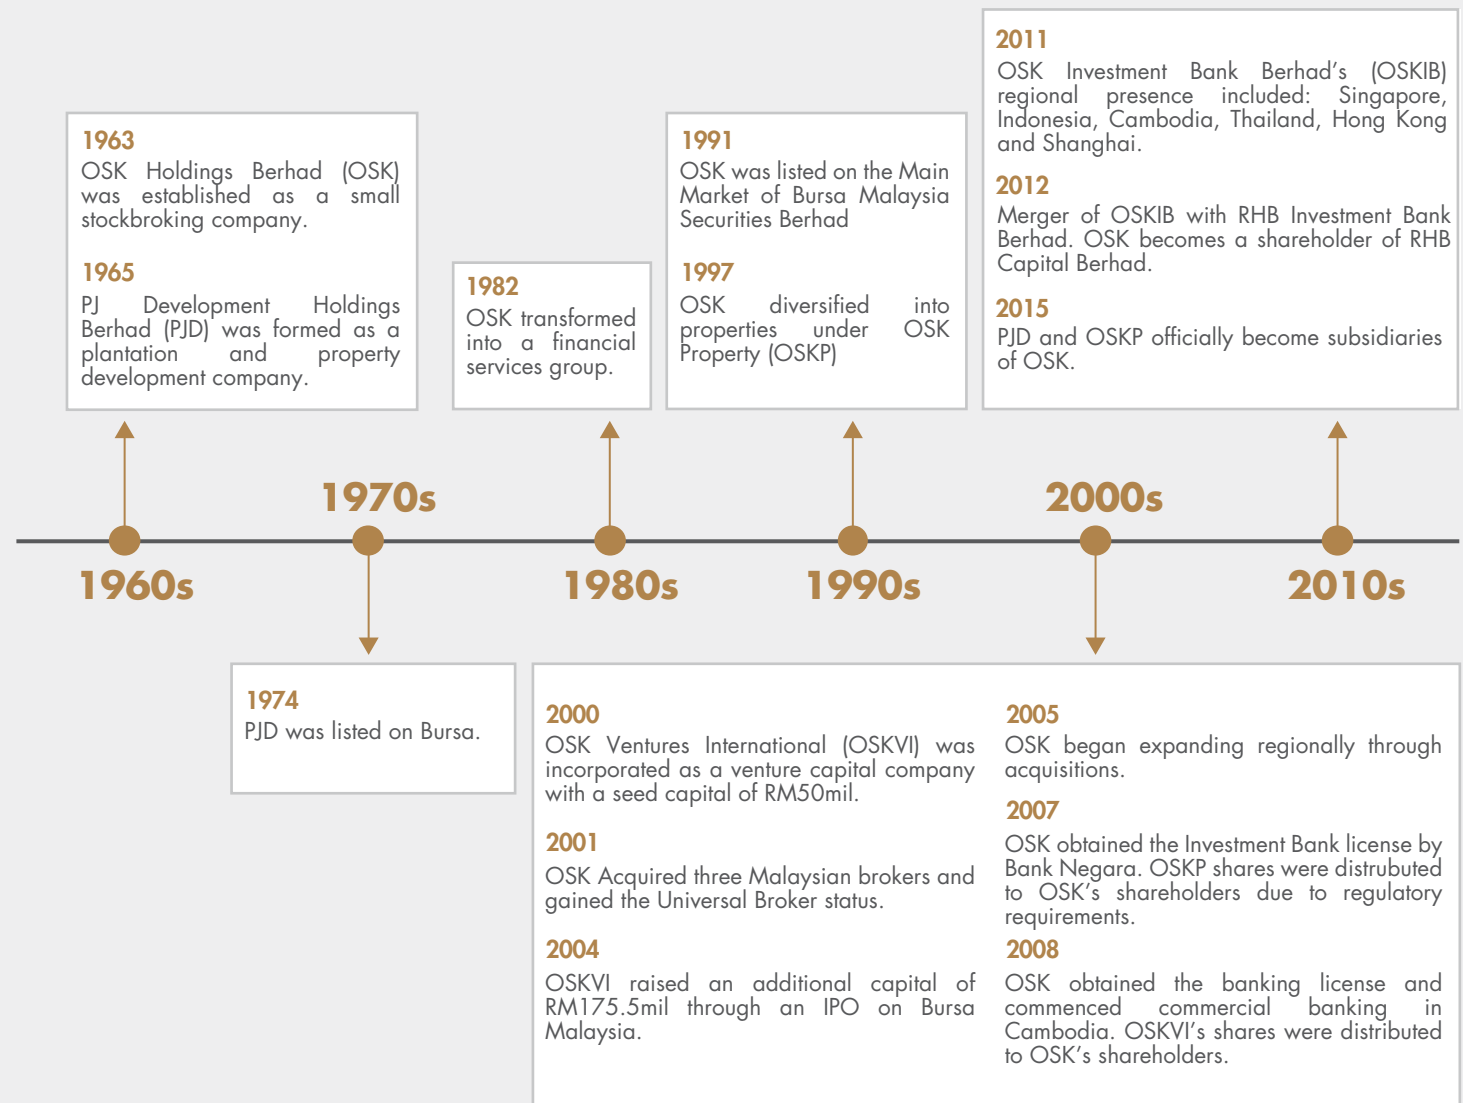 1963
OSK Holdings Berhad (OSK)
was established as a small
stockbroking company.
1965
PJ Development Holdings
Berhad (PJD) was formed as a
plantation and property
development company.
1982
OSK transformed
into a financial
services group.
1991
OSK was listed on the Main
Market of Bursa Malaysia
Securities Berhad
1997
OSK diversified into
properties under OSK
Property (OSKP)
2011
OSK Investment Bank Berhad’s (OSKIB)
regional presence included: Singapore,
Indonesia, Cambodia, Thailand, Hong Kong
and Shanghai.
2012
Merger of OSKIB with RHB Investment Bank
Berhad. OSK becomes a shareholder of RHB
Capital Berhad.
2015
PJD and OSKP officially become subsidiaries
of OSK.
1960s
1970s
1980s
1990s
2000s
2010s
1974
PJD was listed on Bursa.
2000
OSK Ventures International (OSKVI) was
incorporated as a venture capital company
with a seed capital of RM50mil.
2001
OSK Acquired three Malaysian brokers and
gained the Universal Broker status.
2004
OSKVI raised an additional capital of
RM175.5mil through an IPO on Bursa
Malaysia.
2005
OSK began expanding regionally through
acquisitions.
2007
OSK obtained the Investment Bank license by
Bank Negara. OSKP shares were distrubuted
to OSK’s shareholders due to regulatory
requirements.
2008
OSK obtained the banking license and
commenced commercial banking in
Cambodia. OSKVI’s shares were distributed
to OSK’s shareholders.